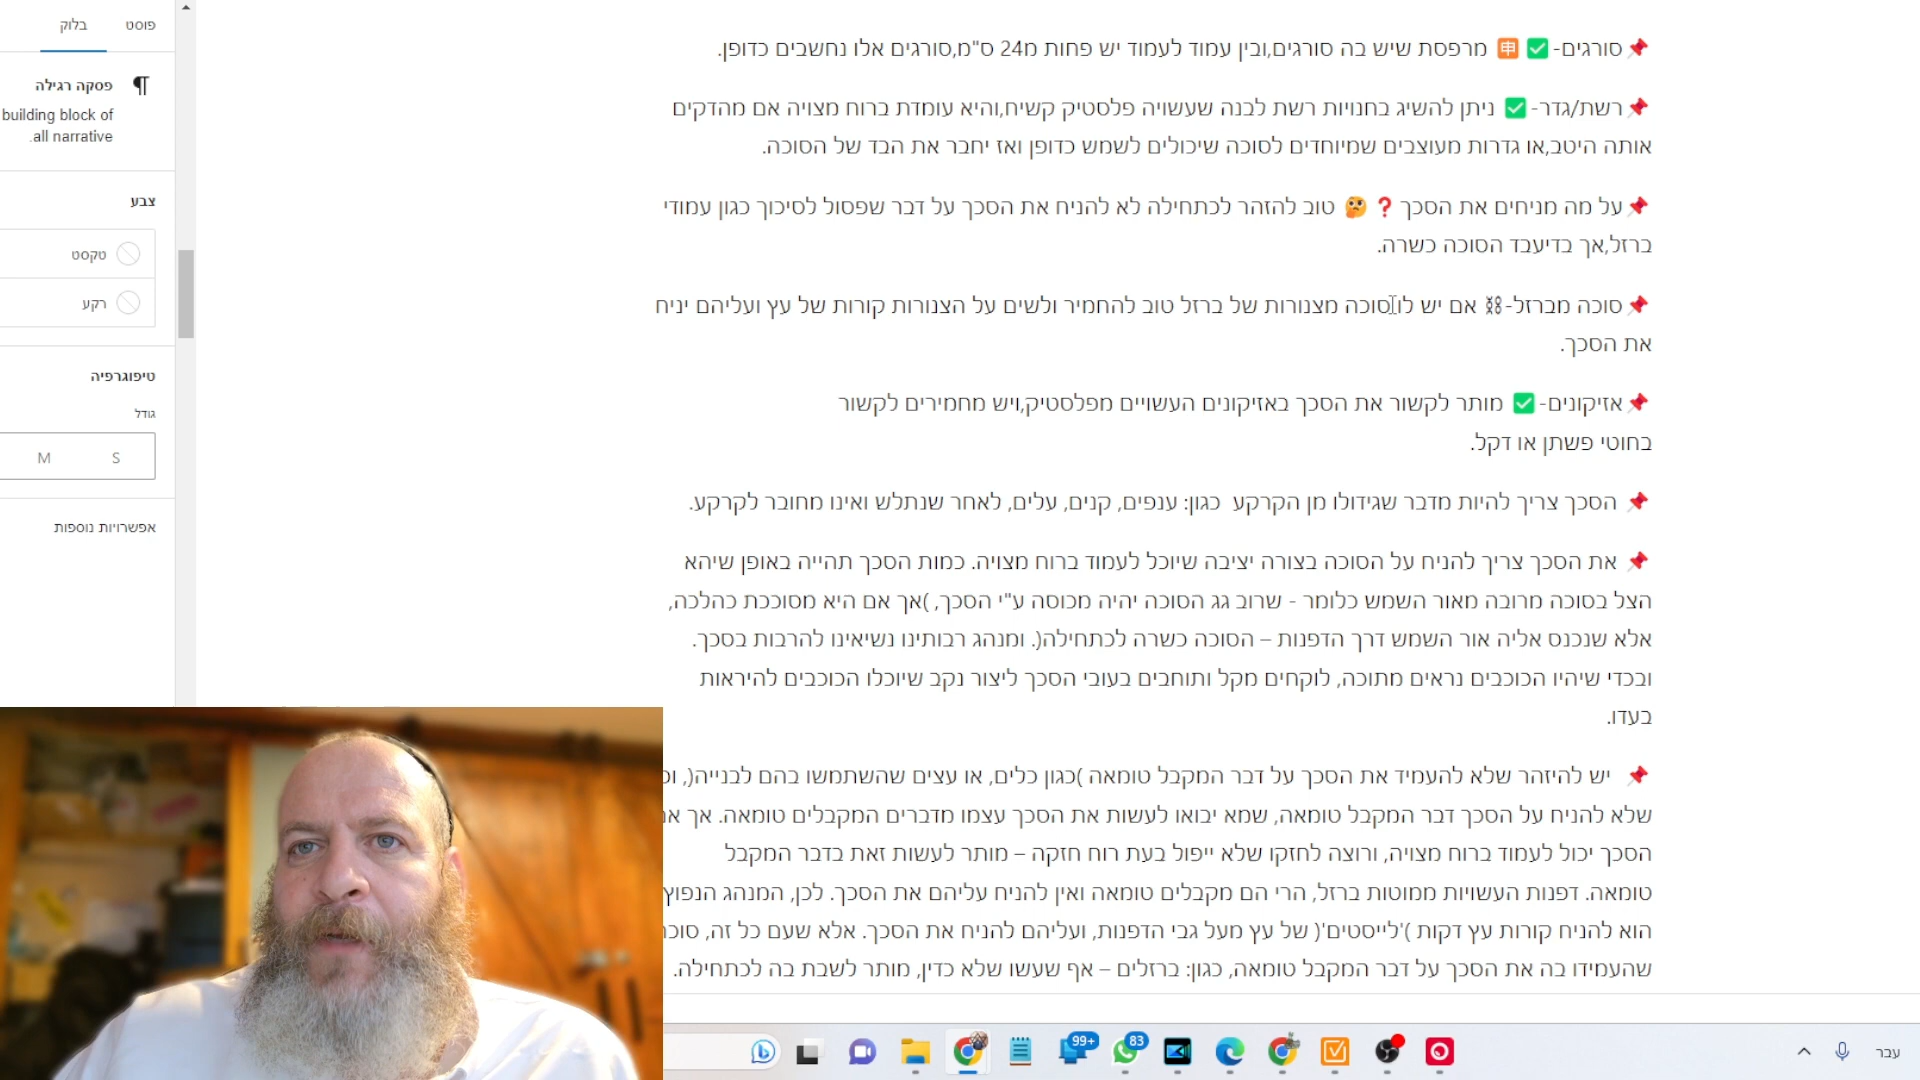 פוסט
בלוק
פסקה רגילה
building block of
all narrative.
צבע
טקסט
רקע
טיפוגרפיה
גודל
S
M
אפשרויות נוספות
📌סורגים-✅🈸 מרפסת שיש בה סורגים,ובין עמוד לעמוד יש פחות מ24 ס"מ,סורגים אלו נחשבים כדופן.
📌רשת/גדר-✅ ניתן להשיג בחנויות רשת לבנה שעשויה פלסטיק קשיח,והיא עומדת ברוח מצויה אם מהדקים
אותה היטב,או גדרות מעוצבים שמיוחדים לסוכה שיכולים לשמש כדופן ואז יחבר את הבד של הסוכה.
📌על מה מניחים את הסכך❓🤔 טוב להזהר לכתחילה לא להניח את הסכך על דבר שפסול לסיכוך כגון עמודי
ברזל,אך בדיעבד הסוכה כשרה.
📌סוכה מברזל-⛓ אם יש לו סוכה מצנורות של ברזל טוב להחמיר ולשים על הצנורות קורות של עץ ועליהם יניח
את הסכך.
📌אזיקונים-✅ מותר לקשור את הסכך באזיקונים העשויים מפלסטיק,ויש מחמירים לקשור
בחוטי פשתן או דקל.
📌 הסכך צריך להיות מדבר שגידולו מן הקרקע  כגון: ענפים, קנים, עלים, לאחר שנתלש ואינו מחובר לקרקע.
📌 את הסכך צריך להניח על הסוכה בצורה יציבה שיוכל לעמוד ברוח מצויה. כמות הסכך תהייה באופן שיהא
הצל בסוכה מרובה מאור השמש כלומר - שרוב גג הסוכה יהיה מכוסה ע"י הסכך, )אך אם היא מסוככת כהלכה,
אלא שנכנס אליה אור השמש דרך הדפנות – הסוכה כשרה לכתחילה(. ומנהג רבותינו נשיאינו להרבות בסכך.
ובכדי שיהיו הכוכבים נראים מתוכה, לוקחים מקל ותוחבים בעובי הסכך ליצור נקב שיוכלו הכוכבים להיראות
בעדו.
📌 יש להיזהר שלא להעמיד את הסכך על דבר המקבל טומאה )כגון כלים, או עצים שהשתמשו בהם לבנייה(,
שלא להניח על הסכך דבר המקבל טומאה, שמא יבואו לעשות את הסכך עצמו מדברים המקבלים טומאה. אך
הסכך יכול לעמוד ברוח מצויה, ורוצה לחזקו שלא ייפול בעת רוח חזקה – מותר לעשות זאת בדבר המקבל
טומאה. דפנות העשויות ממוטות ברזל, הרי הם מקבלים טומאה ואין להניח עליהם את הסכך. לכן, המנהג הנפוץ
הוא להניח קורות עץ דקות )'לייסטים'( של עץ מעל גבי הדפנות, ועליהם להניח את הסכך. אלא שעם כל זה,
שהעמידו בה את הסכך על דבר המקבל טומאה, כגון: ברזלים – אף שעשו שלא כדין, מותר לשבת בה לכתחילה.
99+
83
עבר